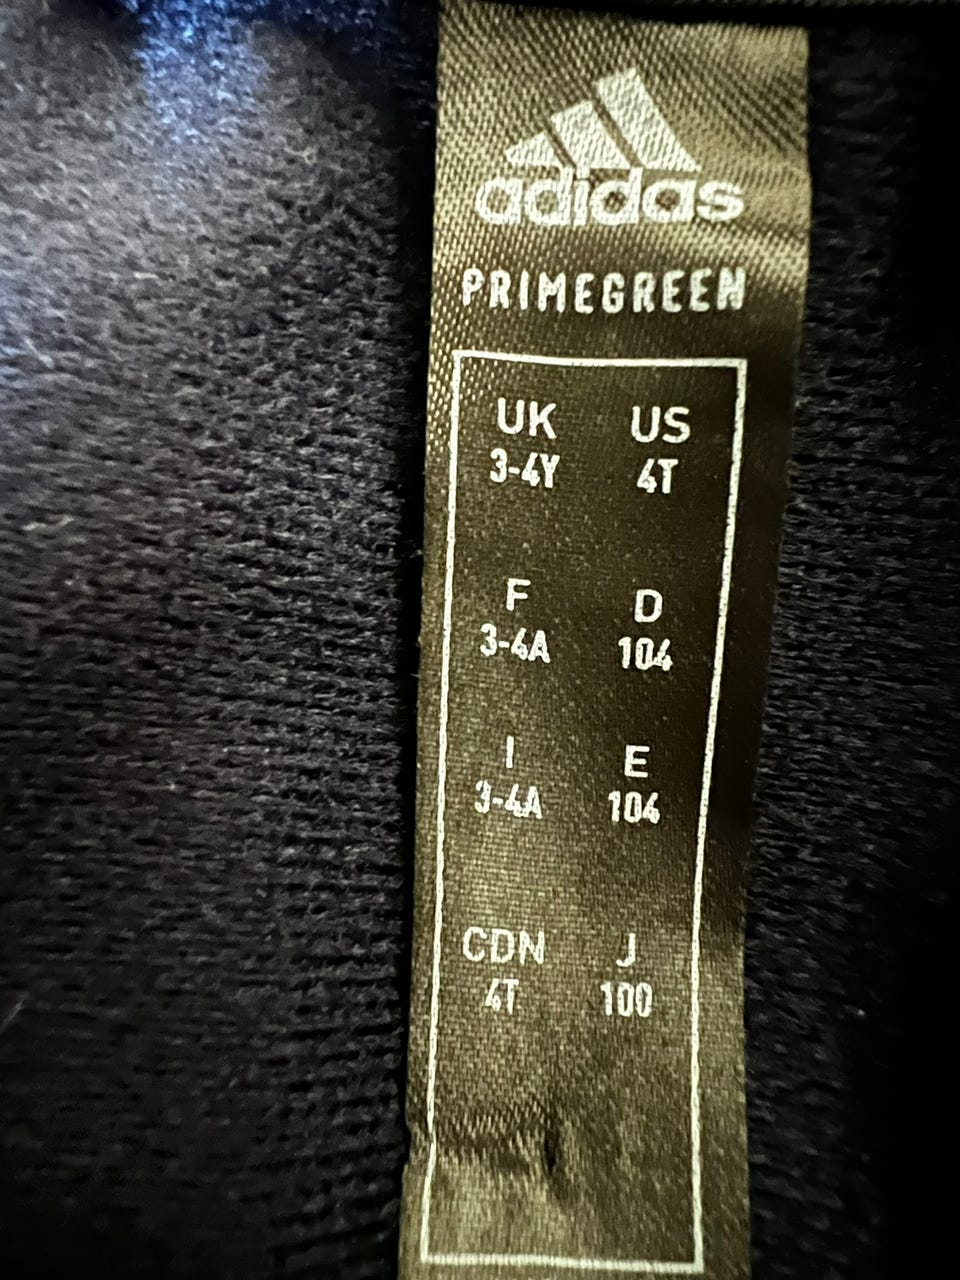 adidas
PRIMEGREEN
UK US
3-4Y 4T
F D
3-4A 104
I E
3-4A 104
CDN J
4T 100